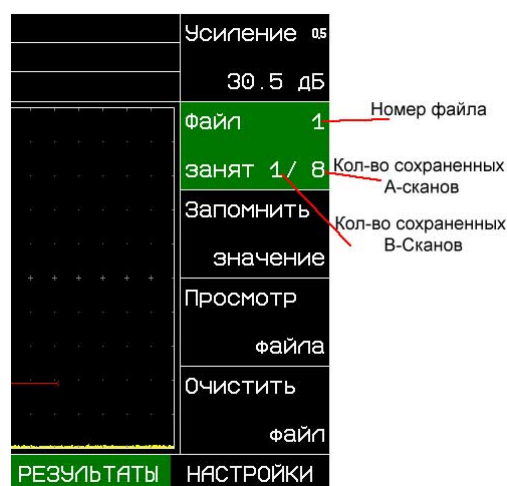 Усиление 0.5
30.5 дБ
Файл 1
занят 1/ 8
Запомнить
значение
Просмотр
файла
Очистить
файл
РЕЗУЛЬТАТЫ НАСТРОЙКИ
Номер файла
Кол-во сохраненных
А-сканов
Кол-во сохраненных
В-Сканов